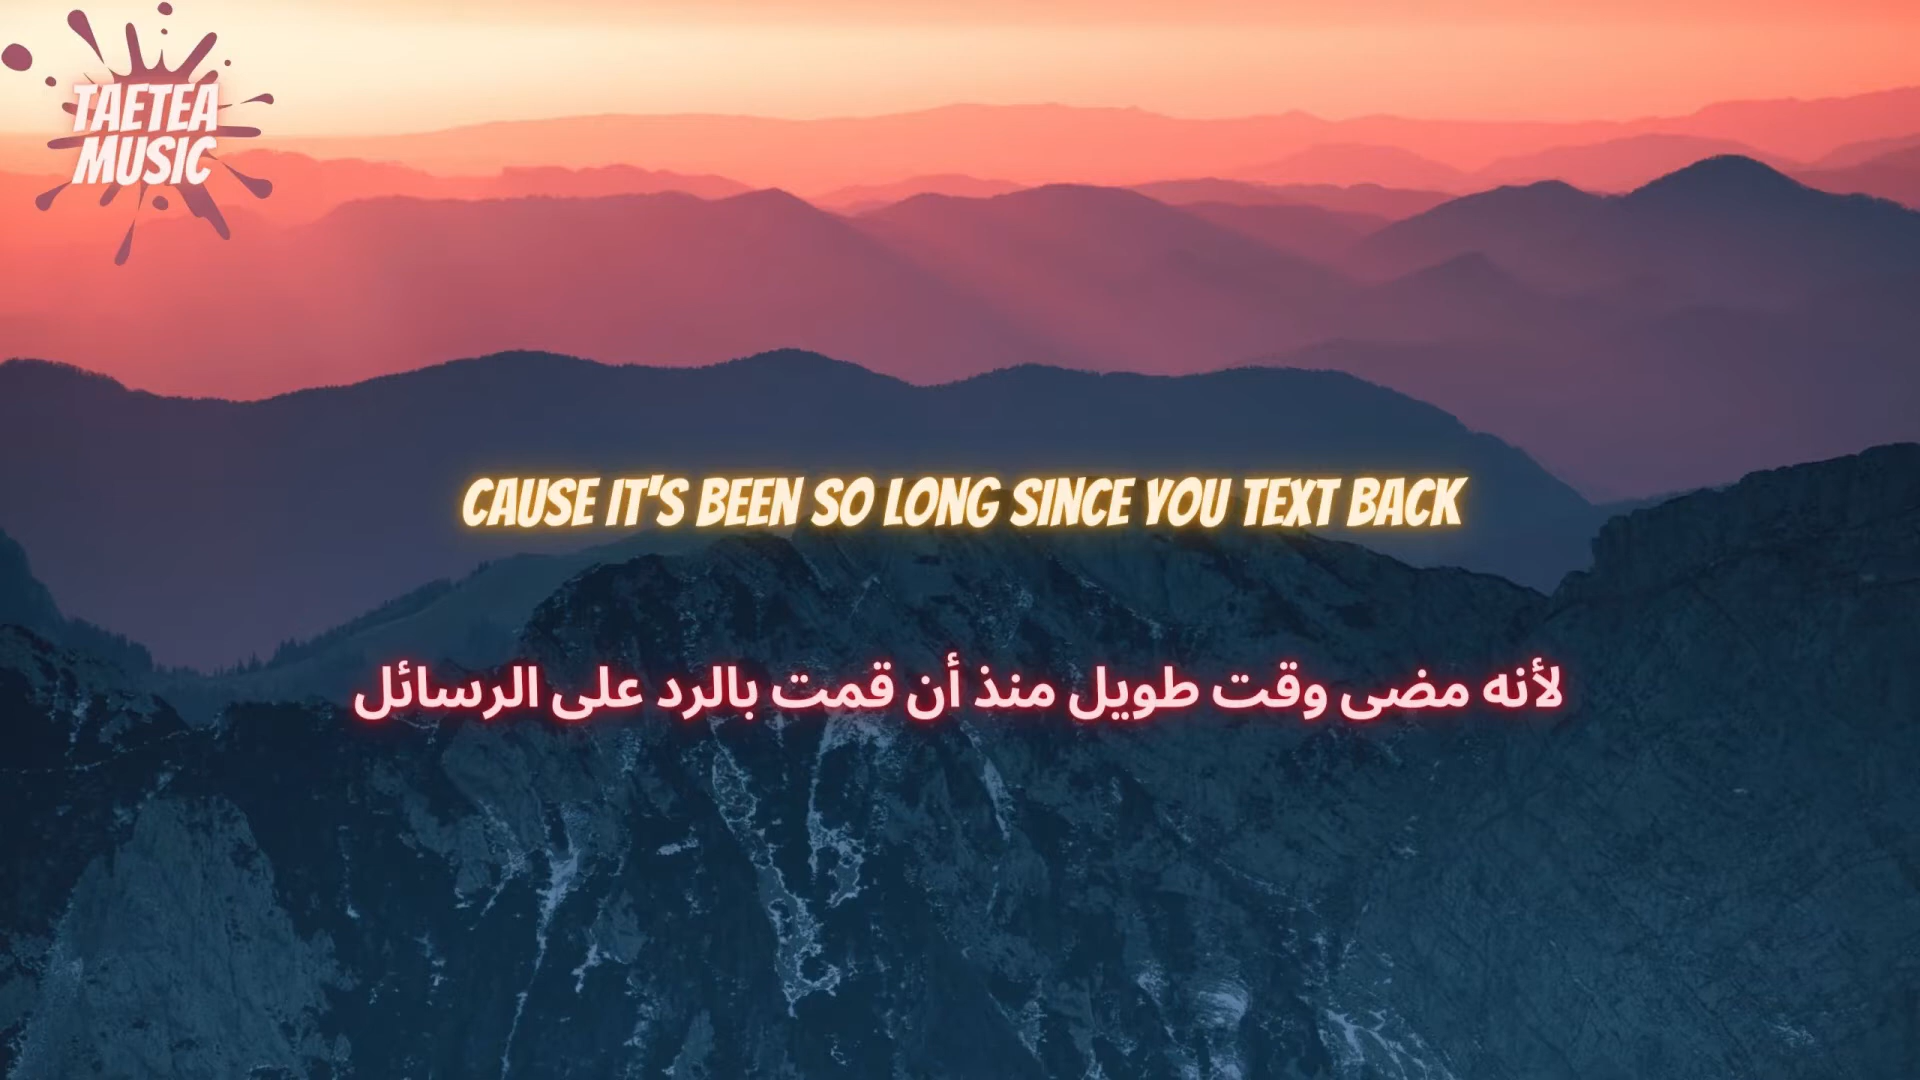 TAETEA
MUSIC
CAUSE IT'S BEEN SO LONG SINCE YOU TEXT BACK
لأنه مضى وقت طويل منذ أن قمت بالرد على الرسائل